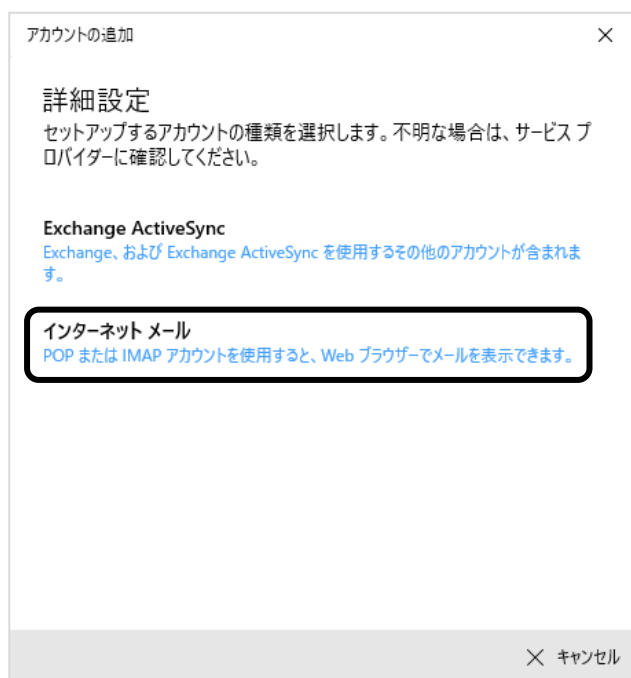 アカウントの追加
詳細設定
セットアップするアカウントの種類を選択します。不明な場合は、サービス プ
ロバイダーに確認してください。
Exchange ActiveSync
Exchange、および Exchange ActiveSync を使用するその他のアカウントが含まれま
す。
インターネット メール
POP または IMAP アカウントを使用すると、Web ブラウザーでメールを表示できます。
キャンセル